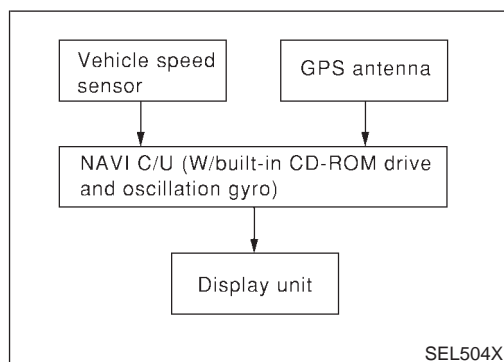 Vehicle speed
sensor
GPS antenna
NAVI C/U (W/built-in CD-ROM drive
and oscillation gyro)
Display unit
SEL504X